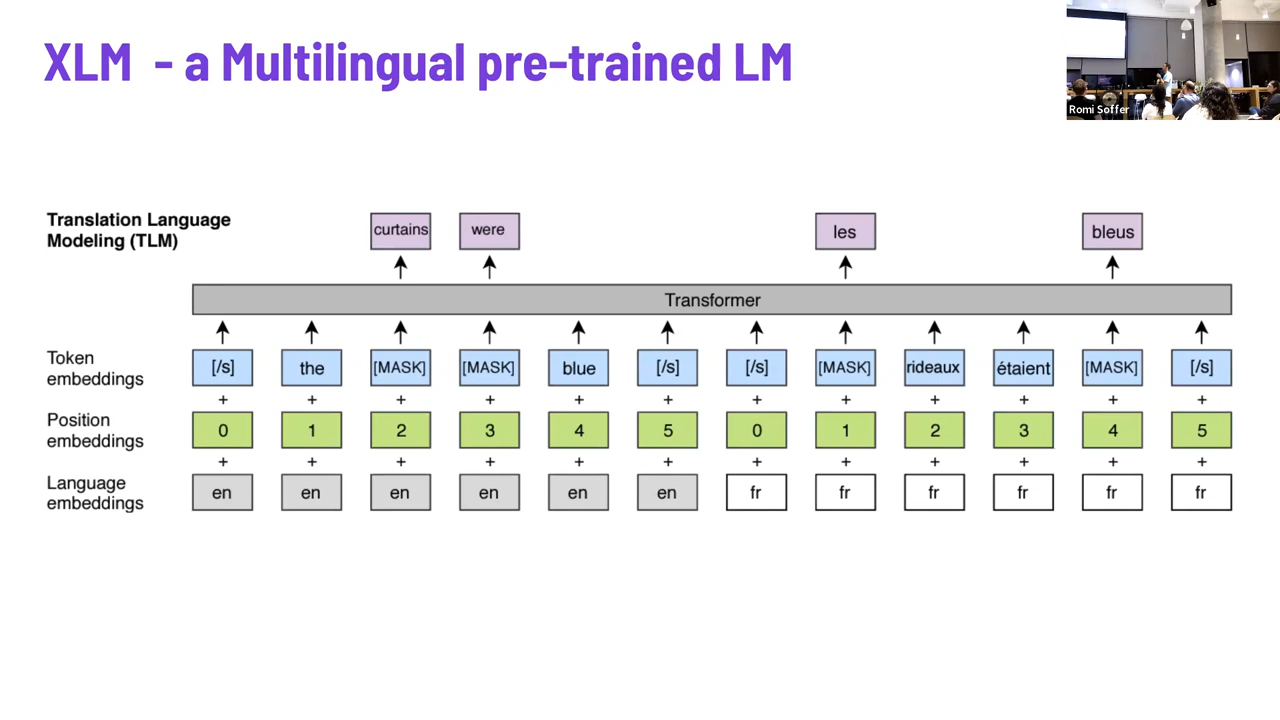 XLM - a Multilingual pre-trained LM
Romi Soffer
Translation Language
Modeling (TLM)
curtains were les bleus
Transformer
Token
embeddings
[/s] the [MASK] [MASK] blue [/s] [/s] [MASK] rideaux étaient [MASK] [/s]
+ + + + + + + + + + + +
Position
embeddings
0 1 2 3 4 5 0 1 2 3 4 5
+ + + + + + + + + + + +
Language
embeddings
en en en en en en fr fr fr fr fr fr